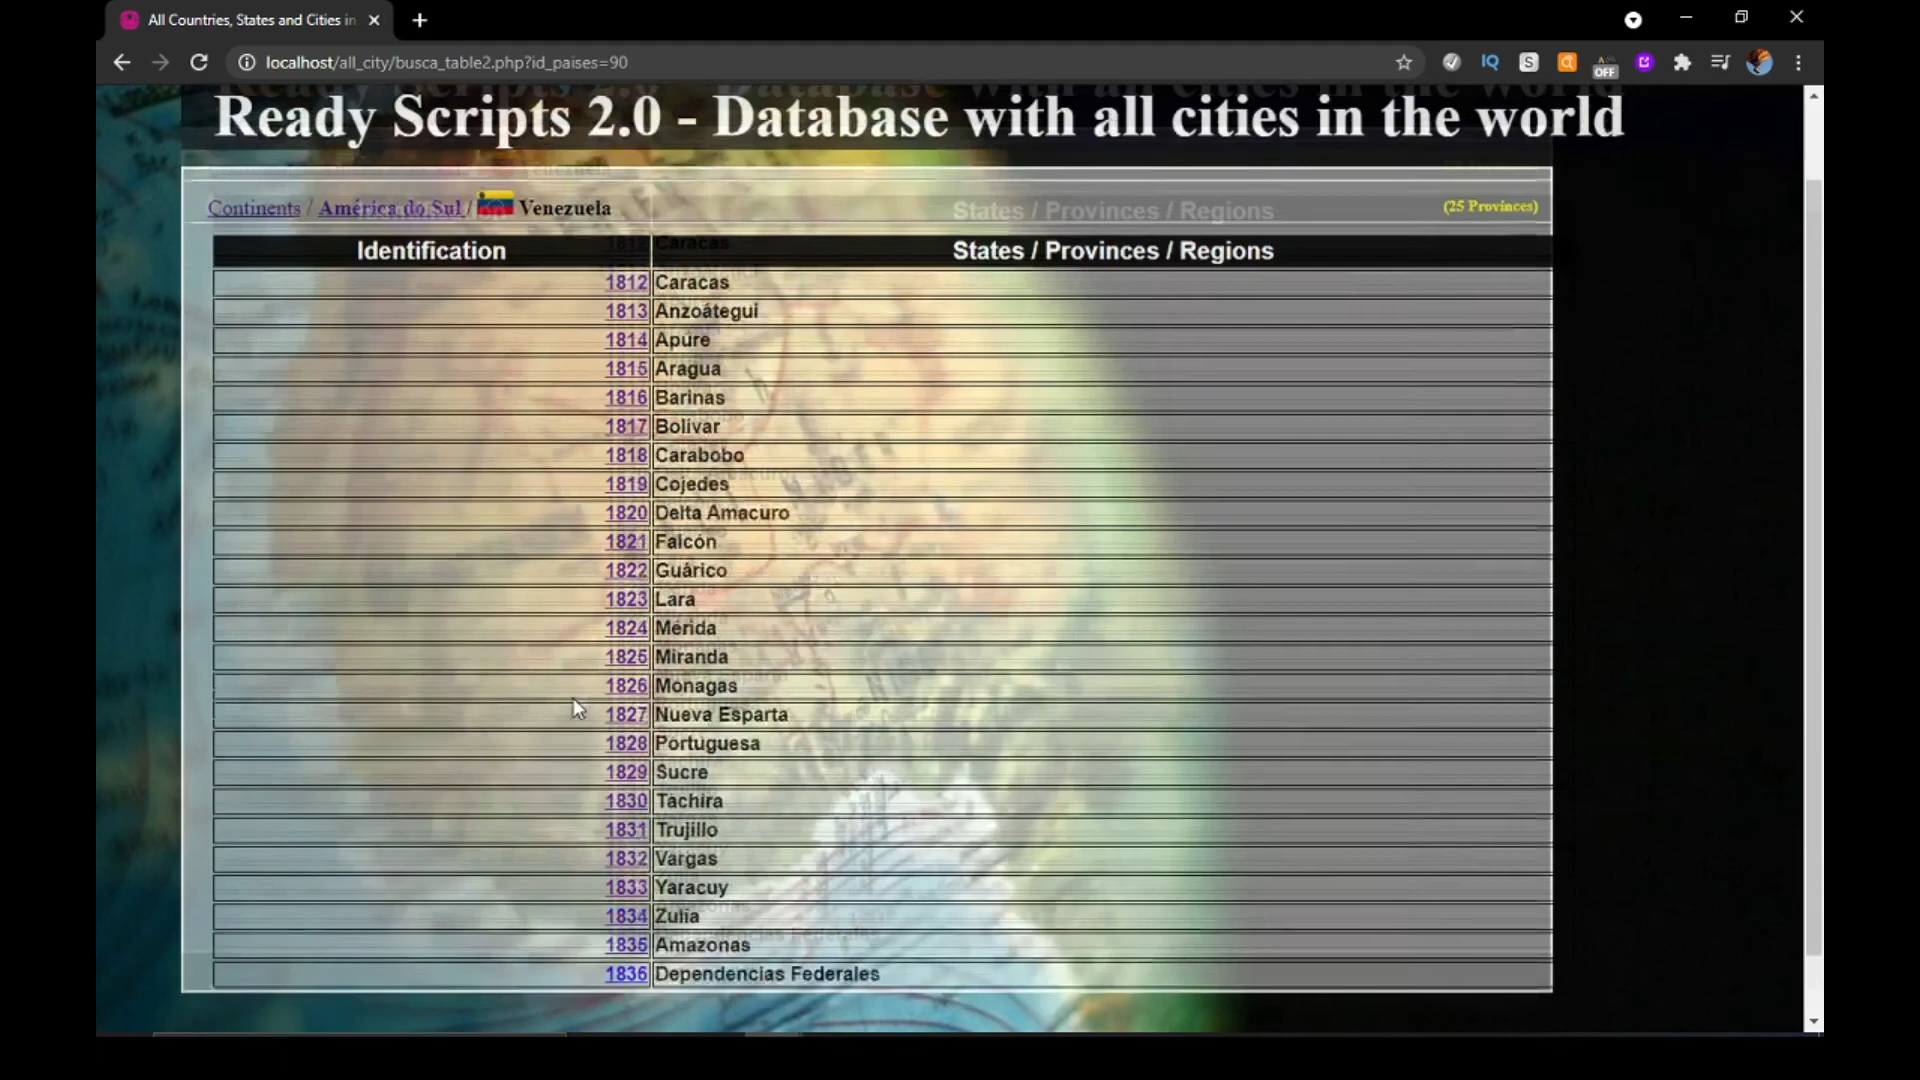 All Countries, States and Cities in
localhost/all_city/busca_table2.php?id_paises=90
IQ
S
OFF
Ready Scripts 2.0 - Database with all cities in the world
Continents / América do Sul / Venezuela
States / Provinces / Regions
(25 Provinces)
Identification States / Provinces / Regions
1812 Caracas
1813 Anzoátegui
1814 Apure
1815 Aragua
1816 Barinas
1817 Bolívar
1818 Carabobo
1819 Cojedes
1820 Delta Amacuro
1821 Falcón
1822 Guárico
1823 Lara
1824 Mérida
1825 Miranda
1826 Monagas
1827 Nueva Esparta
1828 Portuguesa
1829 Sucre
1830 Táchira
1831 Trujillo
1832 Vargas
1833 Yaracuy
1834 Zulia
1835 Amazonas
1836 Dependencias Federales